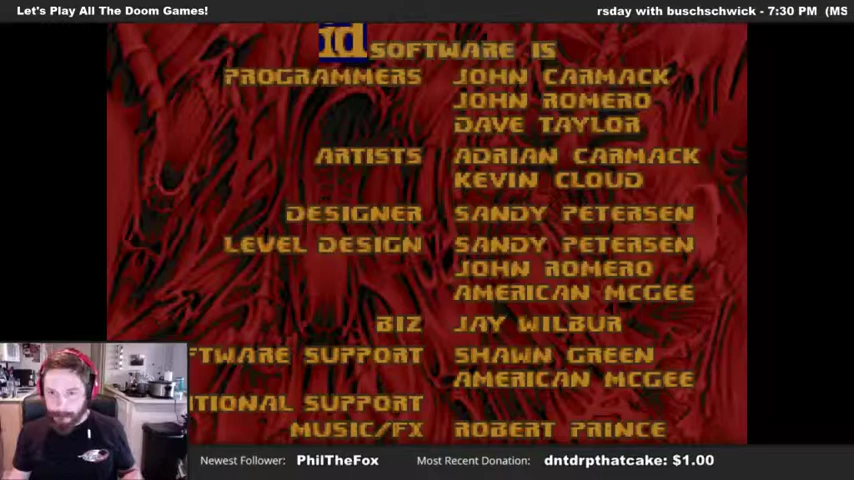 Let's Play All The Doom Games!
rsday with buschschwick - 7:30 PM (MS
id SOFTWARE IS
PROGRAMMERS JOHN CARMACK
JOHN ROMERO
DAVE TAYLOR
ARTISTS ADRIAN CARMACK
KEVIN CLOUD
DESIGNER SANDY PETERSEN
LEVEL DESIGN SANDY PETERSEN
JOHN ROMERO
AMERICAN MCGEE
BIZ JAY WILBUR
FTWARE SUPPORT SHAWN GREEN
AMERICAN MCGEE
ITIONAL SUPPORT
MUSIC/FX ROBERT PRINCE
Newest Follower: PhilTheFox Most Recent Donation: dntdrpthatcake: $1.00